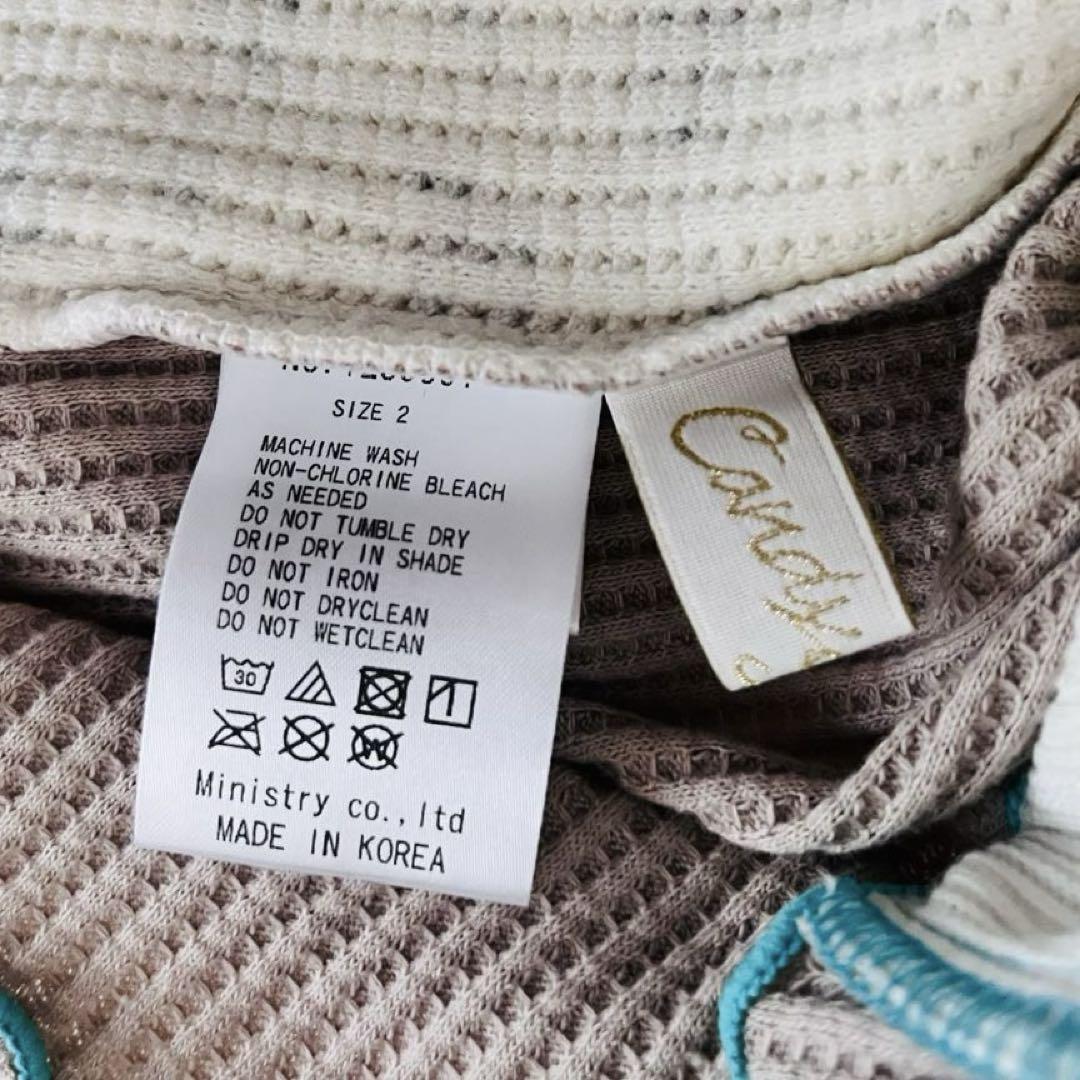 SIZE 2
MACHINE WASH
NON-CHLORINE BLEACH
AS NEEDED
DO NOT TUMBLE DRY
DRIP DRY IN SHADE
DO NOT IRON
DO NOT DRYCLEAN
DO NOT WETCLEAN
30
W
Ministry co.,ltd
MADE IN KOREA
Candy